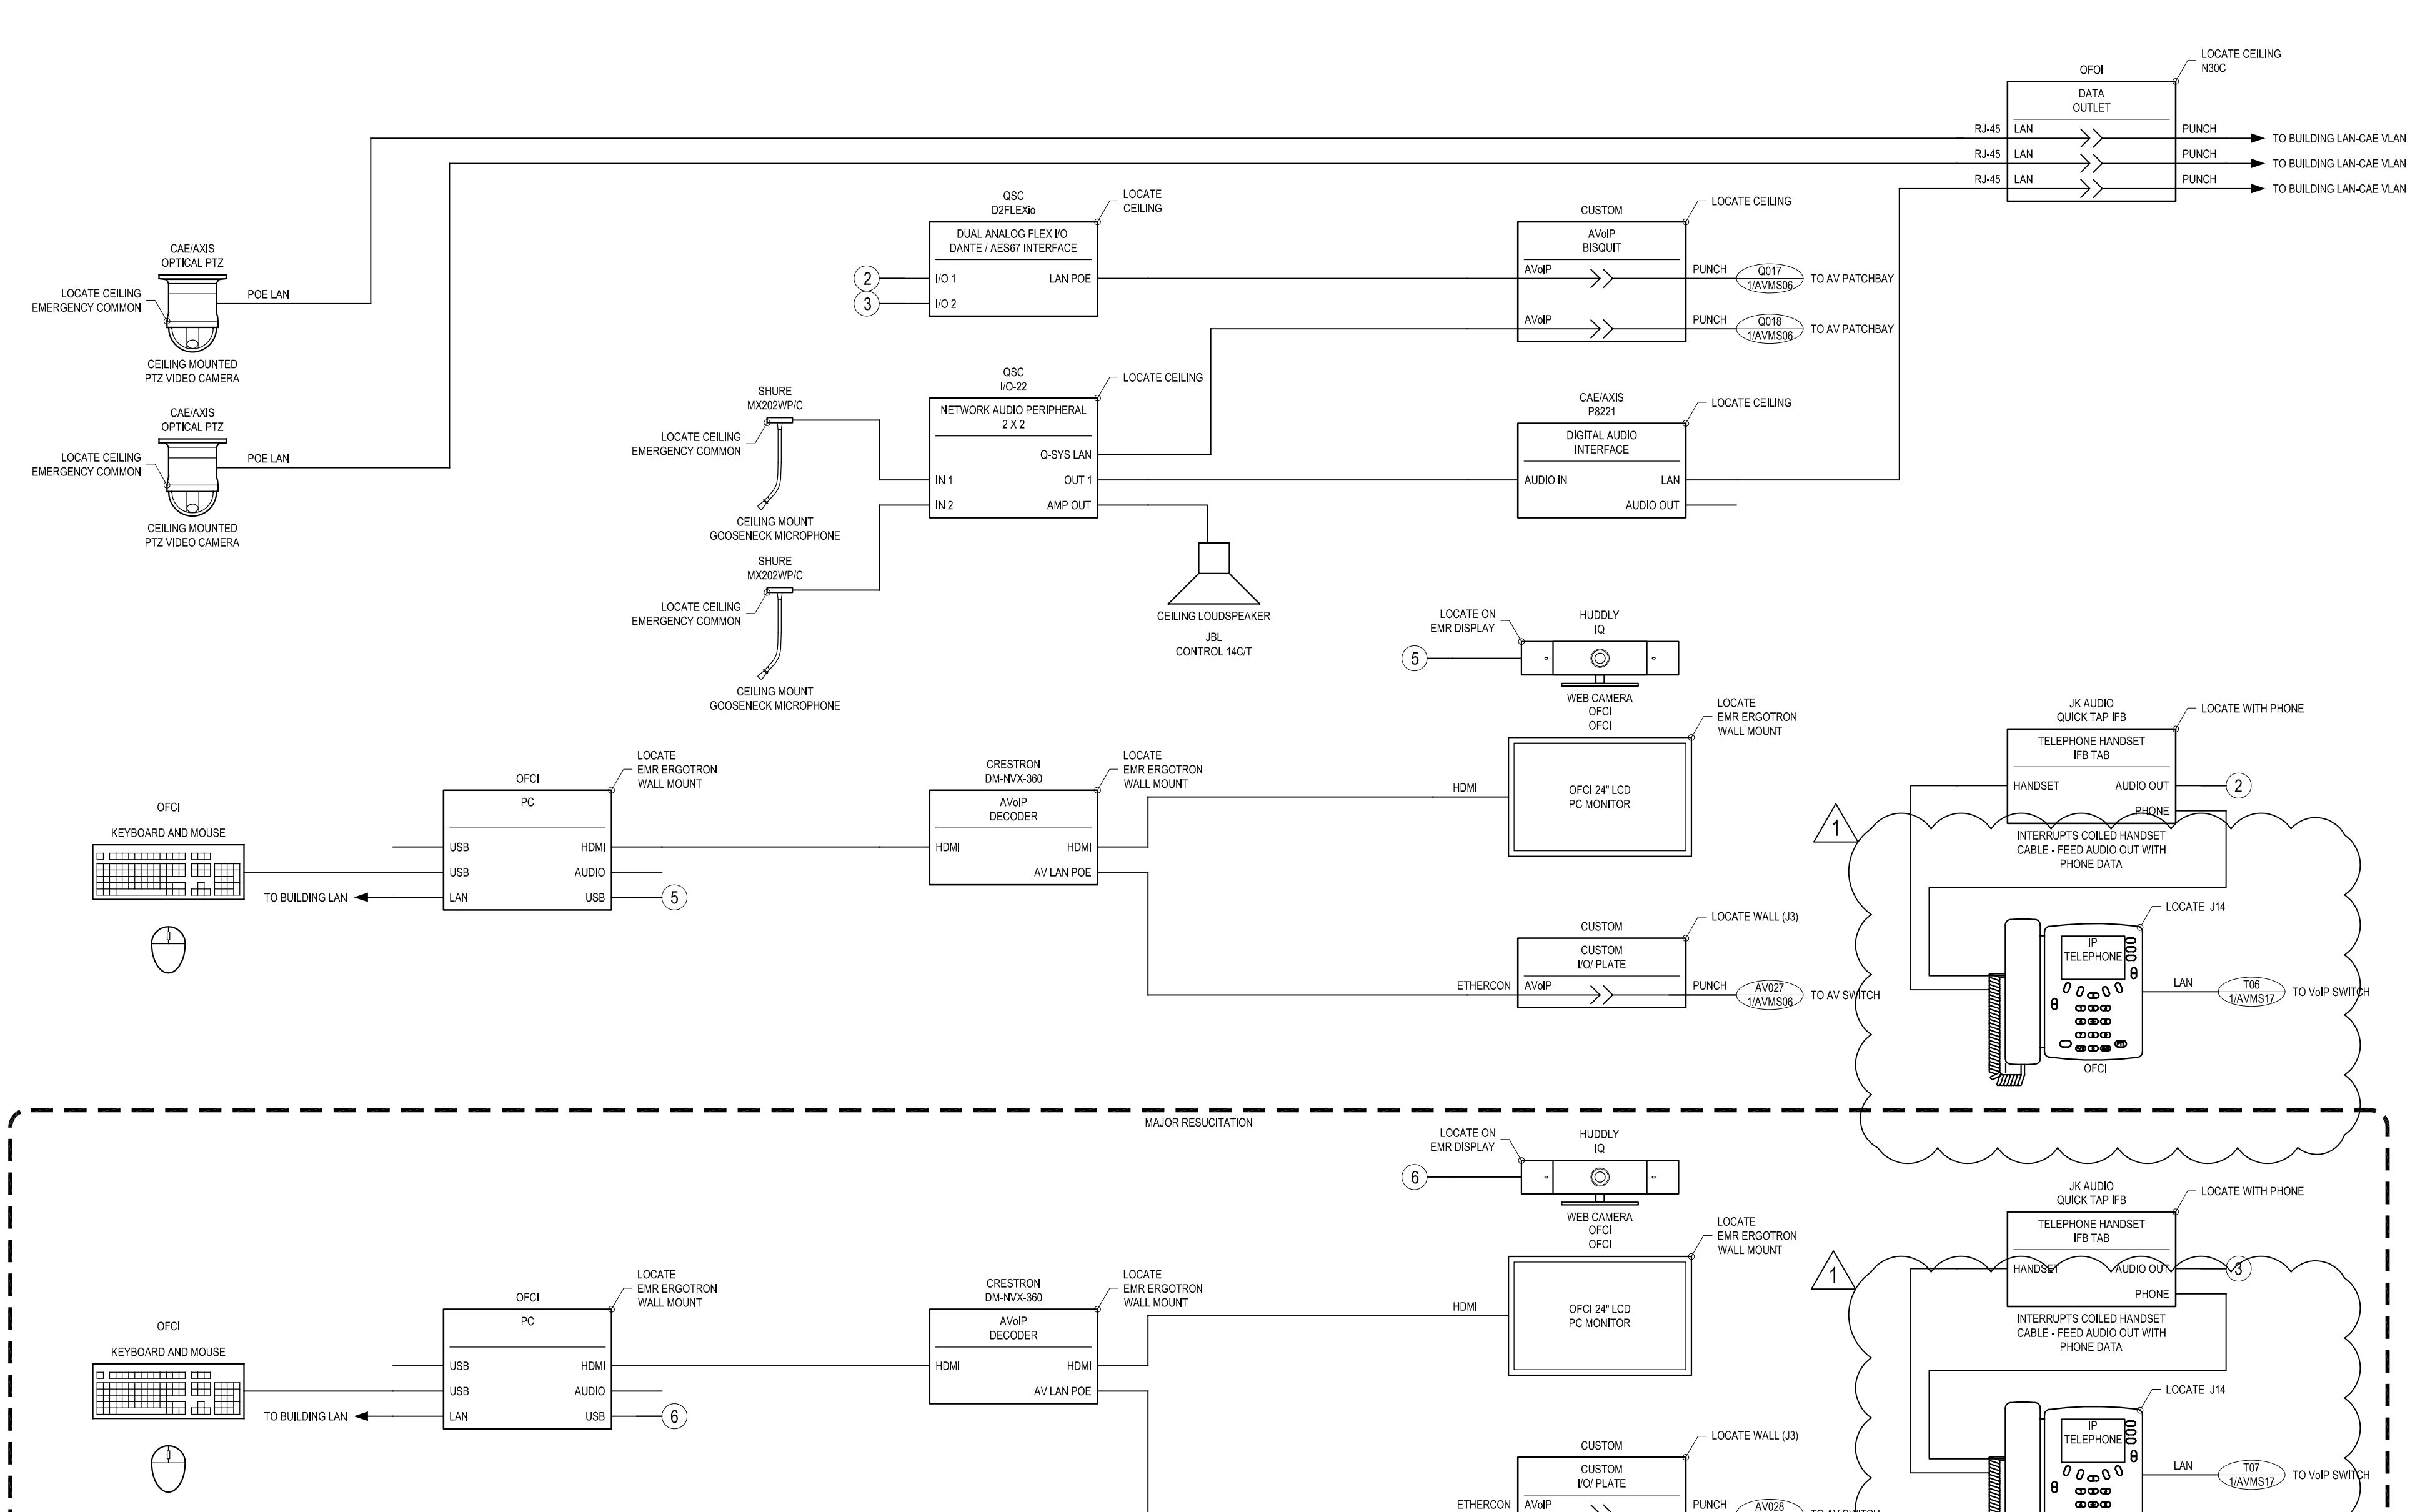 LOCATE CEILING
N30C
OFOI
DATA
OUTLET
RJ-45 LAN PUNCH TO BUILDING LAN-CAE VLAN
RJ-45 LAN PUNCH TO BUILDING LAN-CAE VLAN
RJ-45 LAN PUNCH TO BUILDING LAN-CAE VLAN
CAE/AXIS
OPTICAL PTZ
LOCATE CEILING
EMERGENCY COMMON
POE LAN
CEILING MOUNTED
PTZ VIDEO CAMERA
CAE/AXIS
OPTICAL PTZ
LOCATE CEILING
EMERGENCY COMMON
POE LAN
CEILING MOUNTED
PTZ VIDEO CAMERA
QSC
D2FLEXio
LOCATE
CEILING
DUAL ANALOG FLEX I/O
DANTE / AES67 INTERFACE
2 I/O 1 LAN POE
3 I/O 2
CUSTOM
LOCATE CEILING
AVoIP
BISQUIT
AVoIP PUNCH Q017
1/AVMS06
TO AV PATCHBAY
AVoIP PUNCH Q018
1/AVMS06
TO AV PATCHBAY
SHURE
MX202WP/C
LOCATE CEILING
EMERGENCY COMMON
CEILING MOUNT
GOOSENECK MICROPHONE
SHURE
MX202WP/C
LOCATE CEILING
EMERGENCY COMMON
CEILING MOUNT
GOOSENECK MICROPHONE
QSC
I/O-22
LOCATE CEILING
NETWORK AUDIO PERIPHERAL
2 X 2
Q-SYS LAN
IN 1 OUT 1
IN 2 AMP OUT
CEILING LOUDSPEAKER
JBL
CONTROL 14C/T
CAE/AXIS
P8221
LOCATE CEILING
DIGITAL AUDIO
INTERFACE
AUDIO IN LAN
AUDIO OUT
LOCATE ON
EMR DISPLAY
HUDDLY
IQ
5
WEB CAMERA
OFCI
OFCI
LOCATE
EMR ERGOTRON
WALL MOUNT
HDMI
OFCI 24" LCD
PC MONITOR
OFCI
KEYBOARD AND MOUSE
TO BUILDING LAN
OFCI
LOCATE
EMR ERGOTRON
WALL MOUNT
PC
USB HDMI
USB AUDIO
LAN USB 5
CRESTRON
DM-NVX-360
LOCATE
EMR ERGOTRON
WALL MOUNT
AVoIP
DECODER
HDMI HDMI
AV LAN POE
CUSTOM
LOCATE WALL (J3)
CUSTOM
I/O/ PLATE
ETHERCON AVoIP PUNCH AV027
1/AVMS06
TO AV SWITCH
JK AUDIO
QUICK TAP IFB
LOCATE WITH PHONE
TELEPHONE HANDSET
IFB TAB
HANDSET AUDIO OUT 2
PHONE
1
INTERRUPTS COILED HANDSET
CABLE - FEED AUDIO OUT WITH
PHONE DATA
LOCATE J14
IP
TELEPHONE
LAN T06
1/AVMS17
TO VoIP SWITCH
OFCI
MAJOR RESUCITATION
LOCATE ON
EMR DISPLAY
HUDDLY
IQ
6
WEB CAMERA
OFCI
OFCI
LOCATE
EMR ERGOTRON
WALL MOUNT
HDMI
OFCI 24" LCD
PC MONITOR
OFCI
KEYBOARD AND MOUSE
TO BUILDING LAN
OFCI
LOCATE
EMR ERGOTRON
WALL MOUNT
PC
USB HDMI
USB AUDIO
LAN USB 6
CRESTRON
DM-NVX-360
LOCATE
EMR ERGOTRON
WALL MOUNT
AVoIP
DECODER
HDMI HDMI
AV LAN POE
CUSTOM
LOCATE WALL (J3)
CUSTOM
I/O/ PLATE
ETHERCON AVoIP PUNCH AV028
TO AV SWITCH
JK AUDIO
QUICK TAP IFB
LOCATE WITH PHONE
TELEPHONE HANDSET
IFB TAB
1
HANDSET AUDIO OUT 3
PHONE
INTERRUPTS COILED HANDSET
CABLE - FEED AUDIO OUT WITH
PHONE DATA
LOCATE J14
IP
TELEPHONE
LAN T07
1/AVMS17
TO VoIP SWITCH